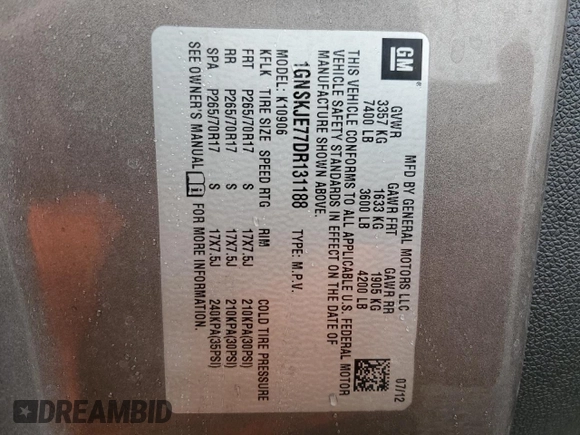 GM®
MFD BY GENERAL MOTORS LLC 07/12
GVWR GAWR FRT GAWR RR
3357 KG 1633 KG 1905 KG
7400 LB 3600 LB 4200 LB
THIS VEHICLE CONFORMS TO ALL APPLICABLE U.S. FEDERAL MOTOR
VEHICLE SAFETY STANDARDS IN EFFECT ON THE DATE OF
MANUFACTURE SHOWN ABOVE.
1GNSKJE77DR131188 TYPE: M.P.V.
MODEL: K10906
KFLK TIRE SIZE SPEED RTG RIM COLD TIRE PRESSURE
FRT P265/70R17 S 17X7.5J 210KPA(30PSI)
RR P265/70R17 S 17X7.5J 210KPA(30PSI)
SPA P265/70R17 S 17X7.5J 240KPA(35PSI)
SEE OWNER'S MANUAL i FOR MORE INFORMATION.
DREAMBID